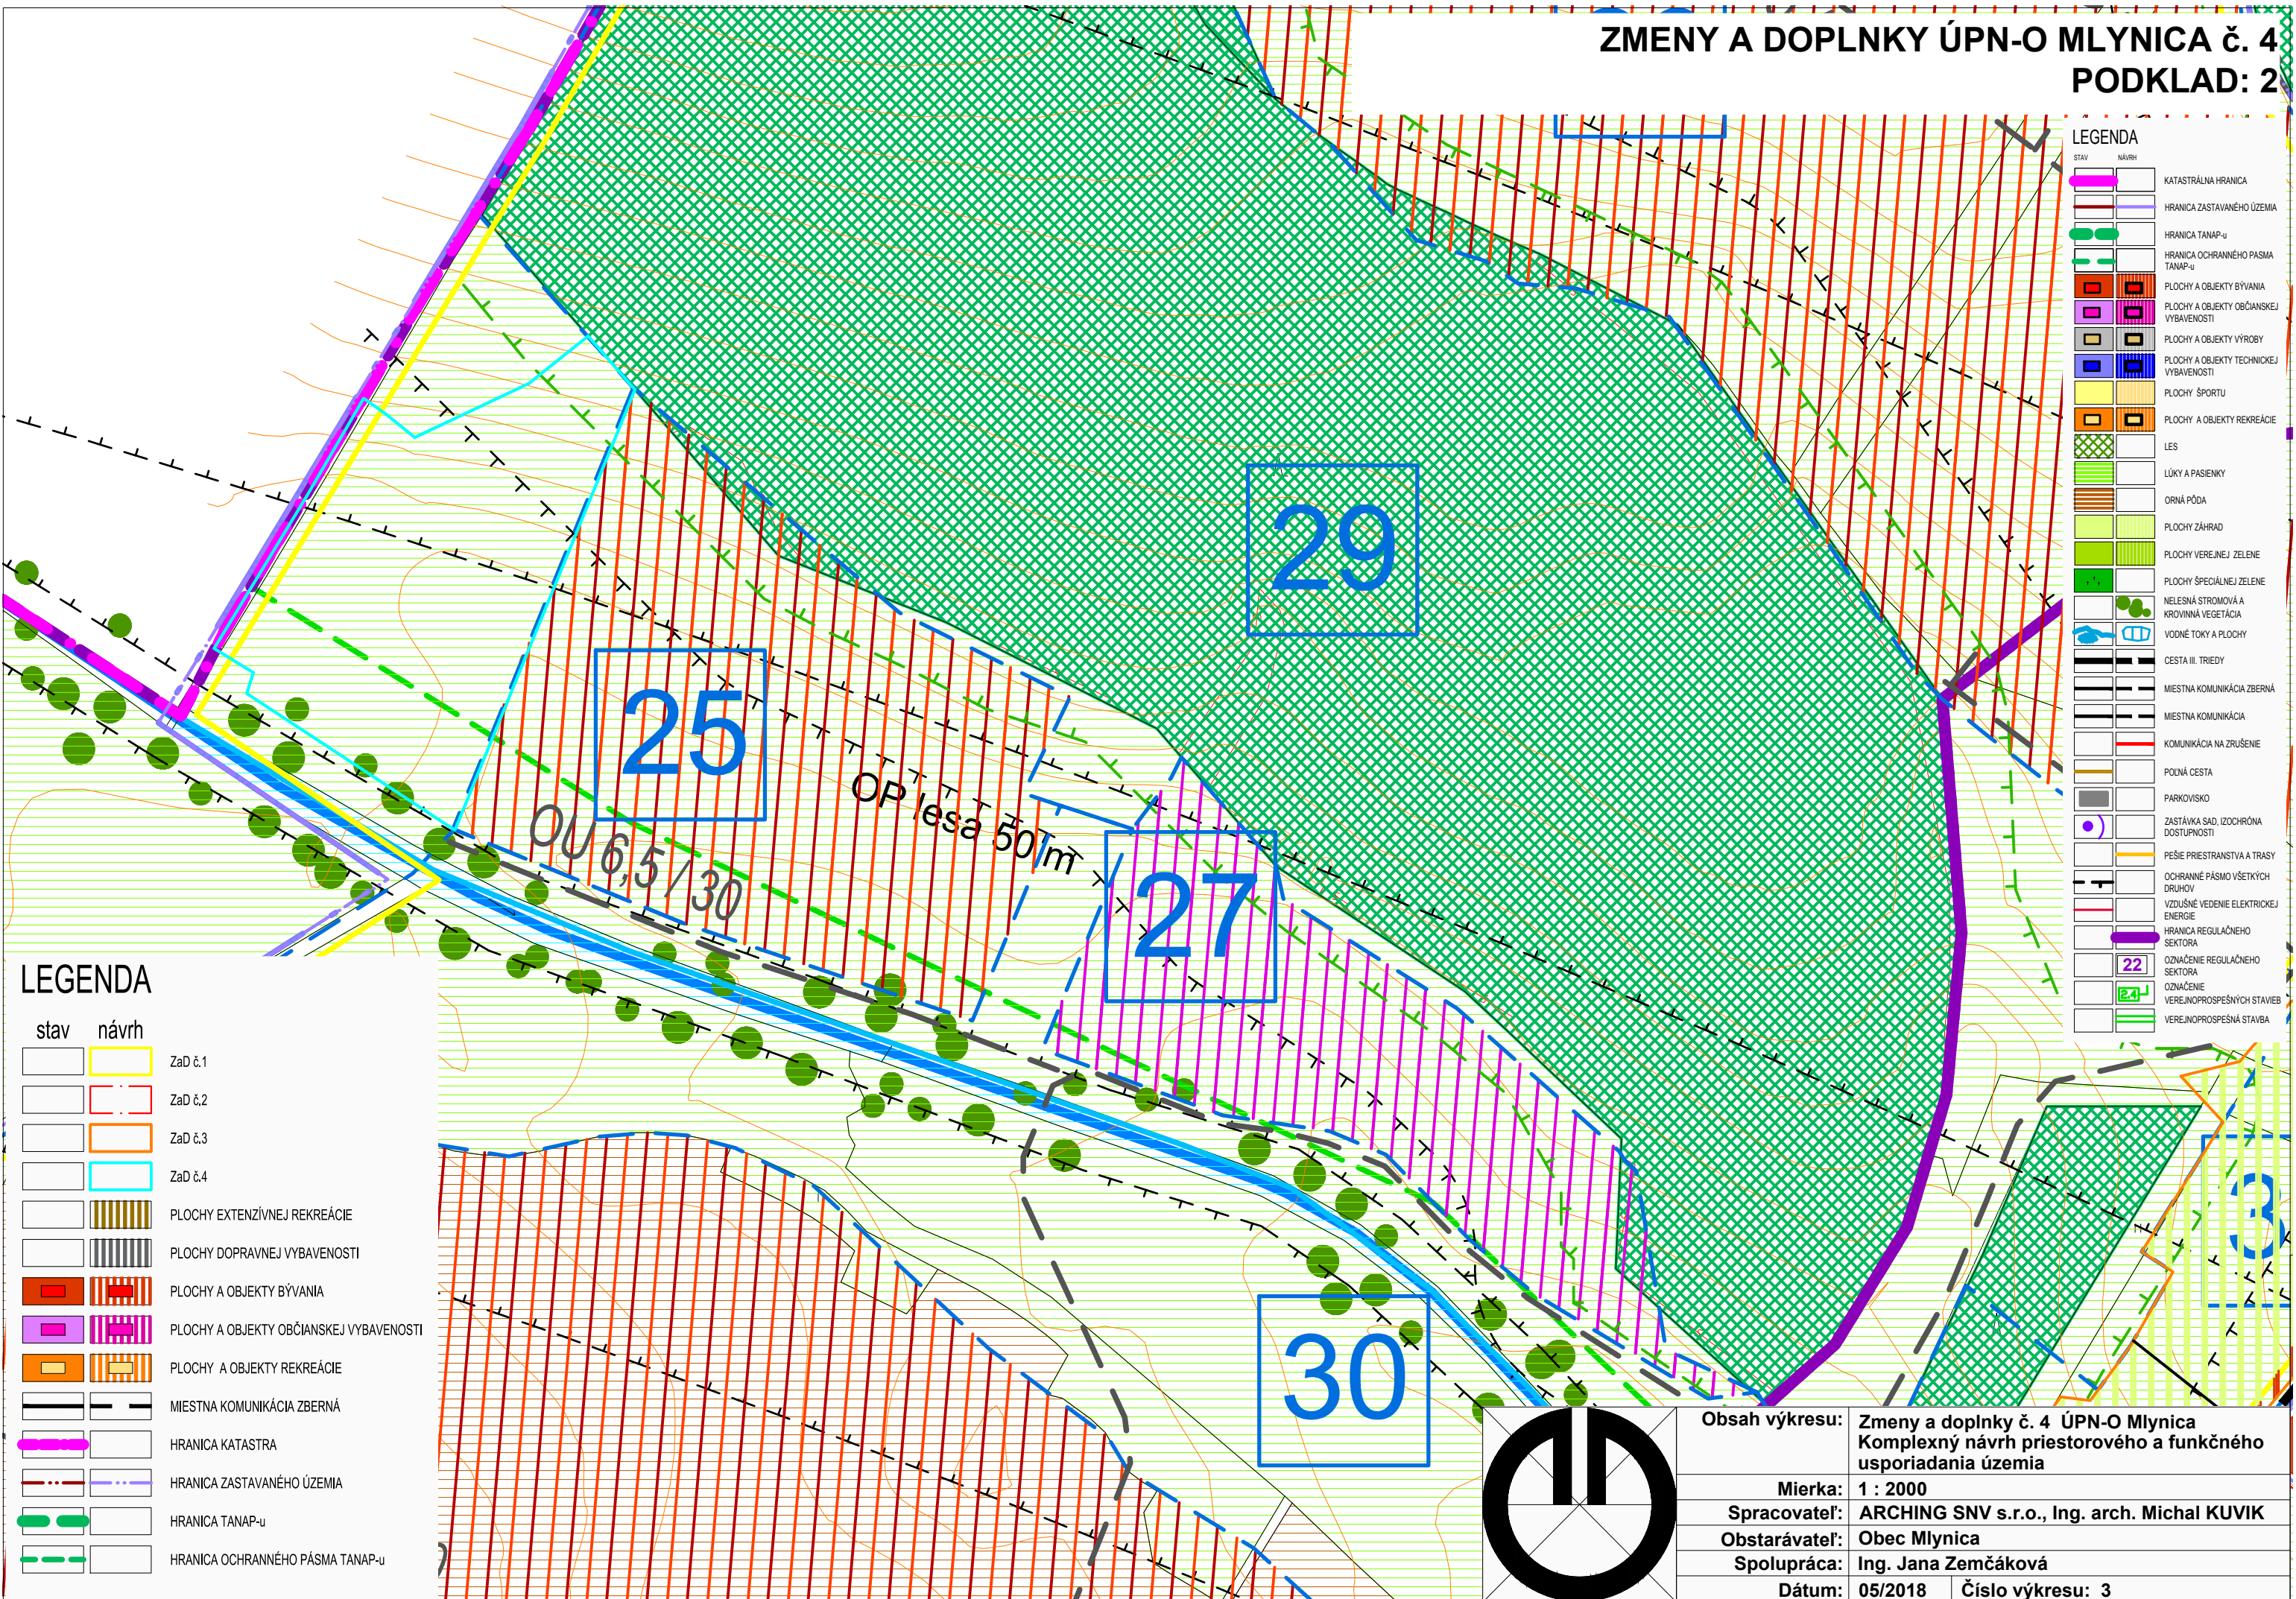 ZMENY A DOPLNKY ÚPN-O MLYNICA č. 4
PODKLAD: 2
LEGENDA
STAV NÁVRH
KATASTRÁLNA HRANICA
HRANICA ZASTAVANÉHO ÚZEMIA
HRANICA TANAP-u
HRANICA OCHRANNÉHO PASMA
TANAP-u
PLOCHY A OBJEKTY BÝVANIA
PLOCHY A OBJEKTY OBČIANSKEJ
VYBAVENOSTI
PLOCHY A OBJEKTY VÝROBY
PLOCHY A OBJEKTY TECHNICKEJ
VYBAVENOSTI
PLOCHY ŠPORTU
PLOCHY A OBJEKTY REKREÁCIE
LES
LÚKY A PASIENKY
ORNÁ PÔDA
PLOCHY ZÁHRAD
PLOCHY VEREJNEJ ZELENE
PLOCHY ŠPECIÁLNEJ ZELENE
NELESNÁ STROMOVÁ A
KROVINNÁ VEGETÁCIA
VODNÉ TOKY A PLOCHY
CESTA III. TRIEDY
MIESTNA KOMUNIKÁCIA ZBERNÁ
MIESTNA KOMUNIKÁCIA
KOMUNIKÁCIA NA ZRUŠENIE
POĽNÁ CESTA
PARKOVISKO
ZASTÁVKA SAD, IZOCHRÓNA
DOSTUPNOSTI
PEŠIE PRIESTRANSTVA A TRASY
OCHRANNÉ PÁSMO VŠETKÝCH
DRUHOV
VZDUŠNÉ VEDENIE ELEKTRICKEJ
ENERGIE
HRANICA REGULAČNÉHO
SEKTORA
22
OZNAČENIE REGULAČNÉHO
SEKTORA
2.4
OZNAČENIE
VEREJNOPROSPEŠNÝCH STAVIEB
VEREJNOPROSPEŠNÁ STAVBA
29
25
OP lesa 50 m
OU 6,5 / 30
27
30
3
LEGENDA
stav návrh
ZaD č.1
ZaD č,2
ZaD č.3
ZaD č.4
PLOCHY EXTENZÍVNEJ REKREÁCIE
PLOCHY DOPRAVNEJ VYBAVENOSTI
PLOCHY A OBJEKTY BÝVANIA
PLOCHY A OBJEKTY OBČIANSKEJ VYBAVENOSTI
PLOCHY A OBJEKTY REKREÁCIE
MIESTNA KOMUNIKÁCIA ZBERNÁ
HRANICA KATASTRA
HRANICA ZASTAVANÉHO ÚZEMIA
HRANICA TANAP-u
HRANICA OCHRANNÉHO PÁSMA TANAP-u
Obsah výkresu: Zmeny a doplnky č. 4 ÚPN-O Mlynica
Komplexný návrh priestorového a funkčného
usporiadania územia
Mierka: 1 : 2000
Spracovateľ: ARCHING SNV s.r.o., Ing. arch. Michal KUVIK
Obstarávateľ: Obec Mlynica
Spolupráca: Ing. Jana Zemčáková
Dátum: 05/2018 Číslo výkresu: 3